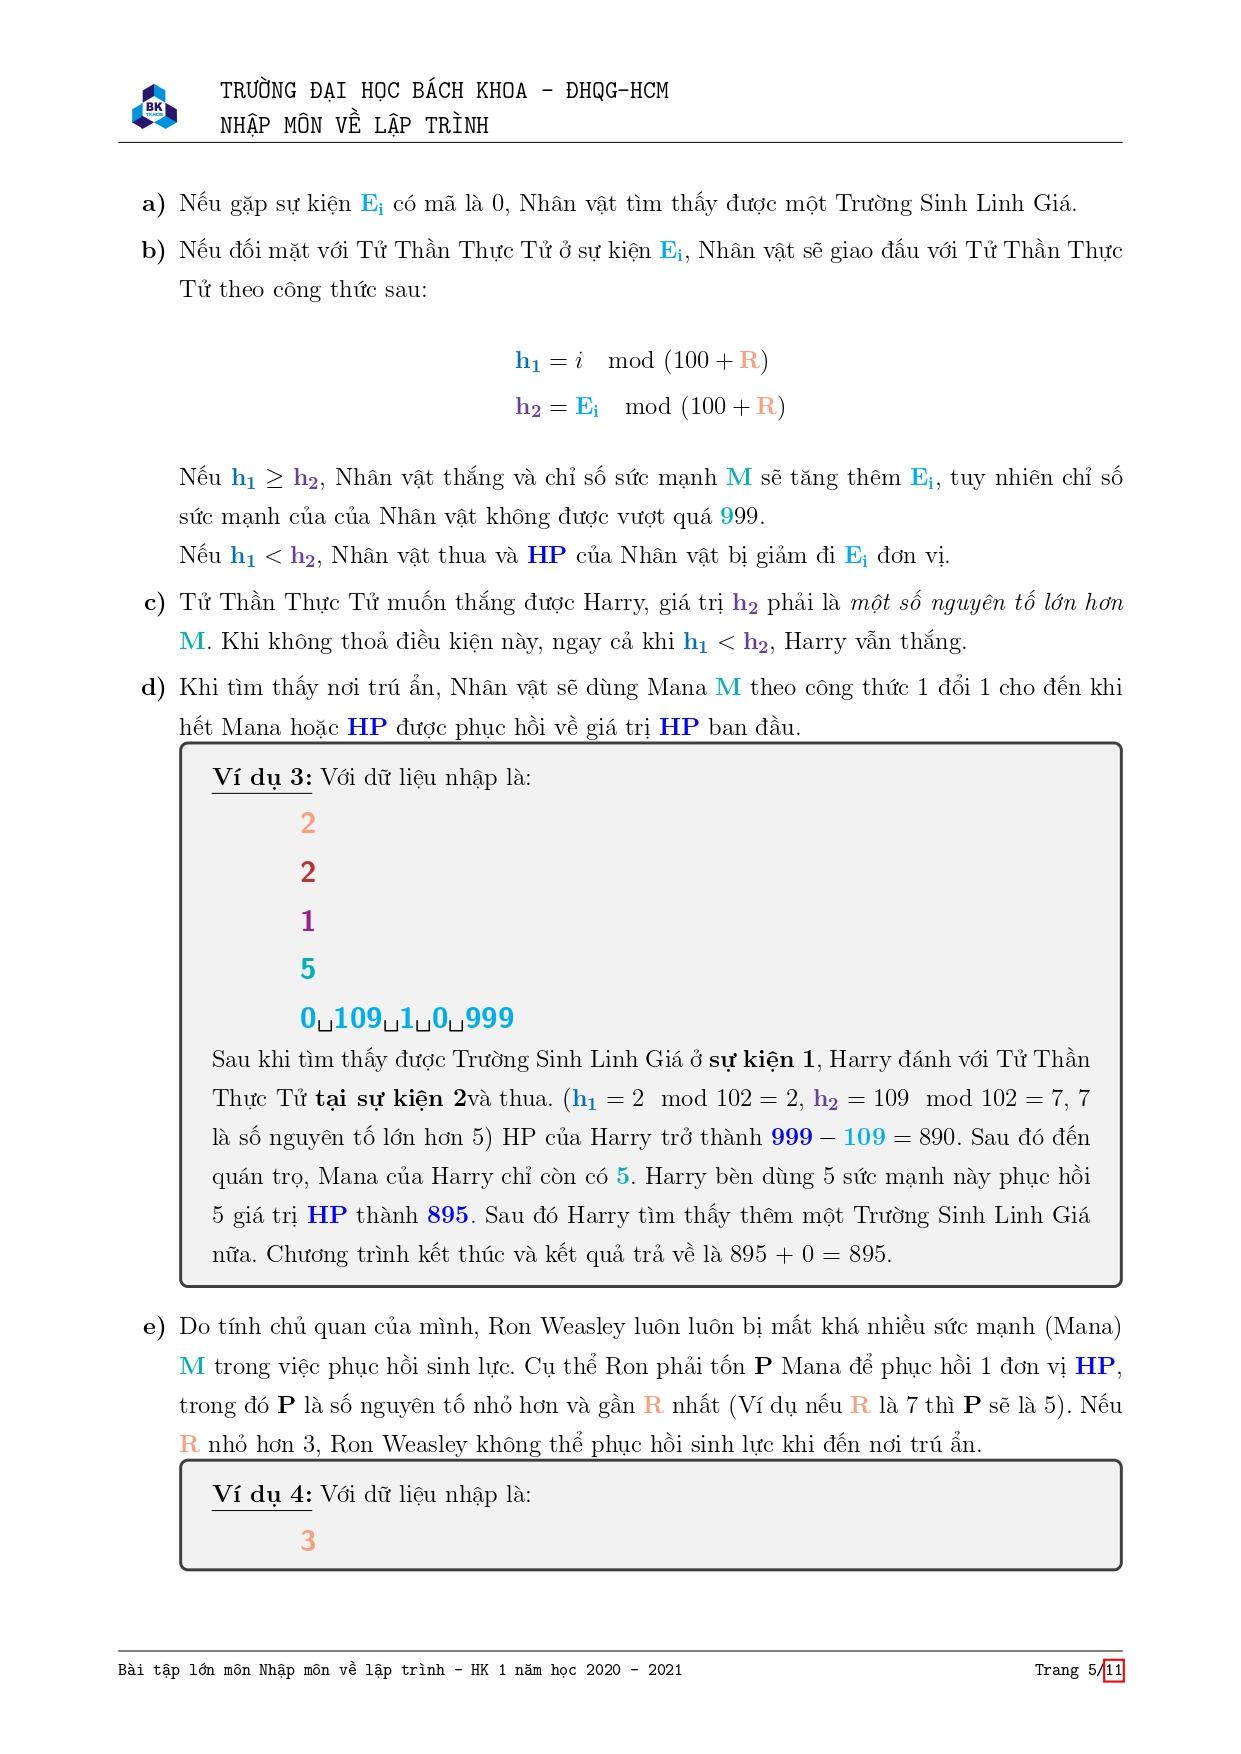 BK
TP.HCM
TRƯỜNG ĐẠI HỌC BÁCH KHOA - ĐHQG-HCM
NHẬP MÔN VỀ LẬP TRÌNH
a) Nếu gặp sự kiện Ei có mã là 0, Nhân vật tìm thấy được một Trường Sinh Linh Giá.
b) Nếu đối mặt với Tử Thần Thực Tử ở sự kiện Ei, Nhân vật sẽ giao đấu với Tử Thần Thực
Tử theo công thức sau:
h1 = i mod (100 + R)
h2 = Ei mod (100 + R)
Nếu h1 ≥ h2, Nhân vật thắng và chỉ số sức mạnh M sẽ tăng thêm Ei, tuy nhiên chỉ số
sức mạnh của của Nhân vật không được vượt quá 999.
Nếu h1 < h2, Nhân vật thua và HP của Nhân vật bị giảm đi Ei đơn vị.
c) Tử Thần Thực Tử muốn thắng được Harry, giá trị h2 phải là một số nguyên tố lớn hơn
M. Khi không thoả điều kiện này, ngay cả khi h1 < h2, Harry vẫn thắng.
d) Khi tìm thấy nơi trú ẩn, Nhân vật sẽ dùng Mana M theo công thức 1 đổi 1 cho đến khi
hết Mana hoặc HP được phục hồi về giá trị HP ban đầu.
Ví dụ 3: Với dữ liệu nhập là:
2
2
1
5
0␣109␣1␣0␣999
Sau khi tìm thấy được Trường Sinh Linh Giá ở sự kiện 1, Harry đánh với Tử Thần
Thực Tử tại sự kiện 2và thua. (h1 = 2 mod 102 = 2, h2 = 109 mod 102 = 7, 7
là số nguyên tố lớn hơn 5) HP của Harry trở thành 999 − 109 = 890. Sau đó đến
quán trọ, Mana của Harry chỉ còn có 5. Harry bèn dùng 5 sức mạnh này phục hồi
5 giá trị HP thành 895. Sau đó Harry tìm thấy thêm một Trường Sinh Linh Giá
nữa. Chương trình kết thúc và kết quả trả về là 895 + 0 = 895.
e) Do tính chủ quan của mình, Ron Weasley luôn luôn bị mất khá nhiều sức mạnh (Mana)
M trong việc phục hồi sinh lực. Cụ thể Ron phải tốn P Mana để phục hồi 1 đơn vị HP,
trong đó P là số nguyên tố nhỏ hơn và gần R nhất (Ví dụ nếu R là 7 thì P sẽ là 5). Nếu
R nhỏ hơn 3, Ron Weasley không thể phục hồi sinh lực khi đến nơi trú ẩn.
Ví dụ 4: Với dữ liệu nhập là:
3
Bài tập lớn môn Nhập môn về lập trình - HK 1 năm học 2020 - 2021
Trang 5/11